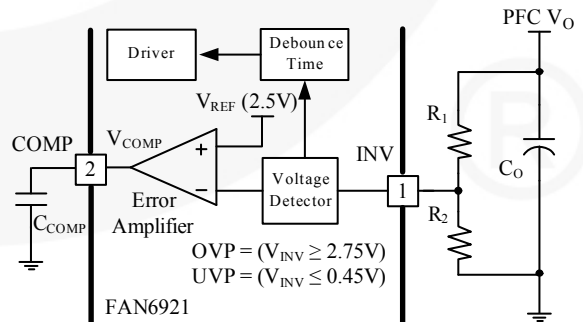 PFC V_O
Driver
Debounce
Time
V_REF (2.5V)
R_1
COMP
V_COMP
INV
C_O
2
+
−
Voltage
Detector
1
C_COMP
Error
Amplifier
R_2
OVP = (V_INV ≥ 2.75V)
UVP = (V_INV ≤ 0.45V)
FAN6921
®